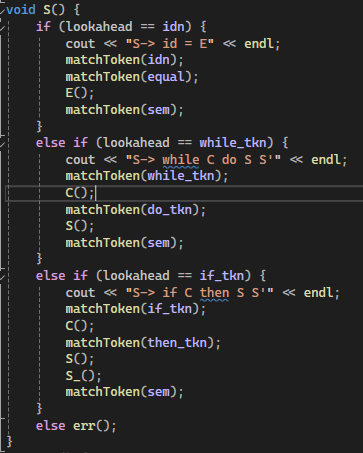 void S() {
if (lookahead == idn) {
cout << "S-> id = E" << endl;
matchToken(idn);
matchToken(equal);
E();
matchToken(sem);
}
else if (lookahead == while_tkn) {
cout << "S-> while C do S S'" << endl;
matchToken(while_tkn);
C();
matchToken(do_tkn);
S();
matchToken(sem);
}
else if (lookahead == if_tkn) {
cout << "S-> if C then S S'" << endl;
matchToken(if_tkn);
C();
matchToken(then_tkn);
S();
S_();
matchToken(sem);
}
else err();
}